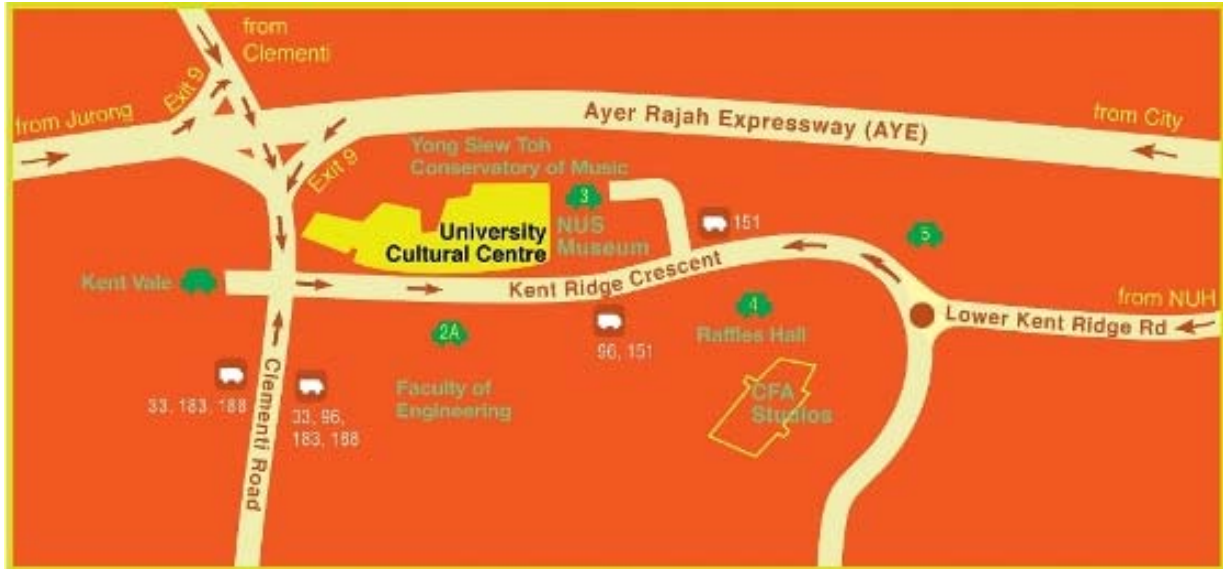 from
Clementi
Exit 9
from Jurong
Ayer Rajah Expressway (AYE)
from City
Exit 9
Yong Siew Toh
Conservatory of Music
3
NUS
Museum
University
Cultural Centre
151
5
Kent Vale
Kent Ridge Crescent
from NUH
Lower Kent Ridge Rd
4
Raffles Hall
2A
96, 151
Faculty of
Engineering
CFA
Studios
33, 183, 188
33, 96,
183, 188
Clementi Road